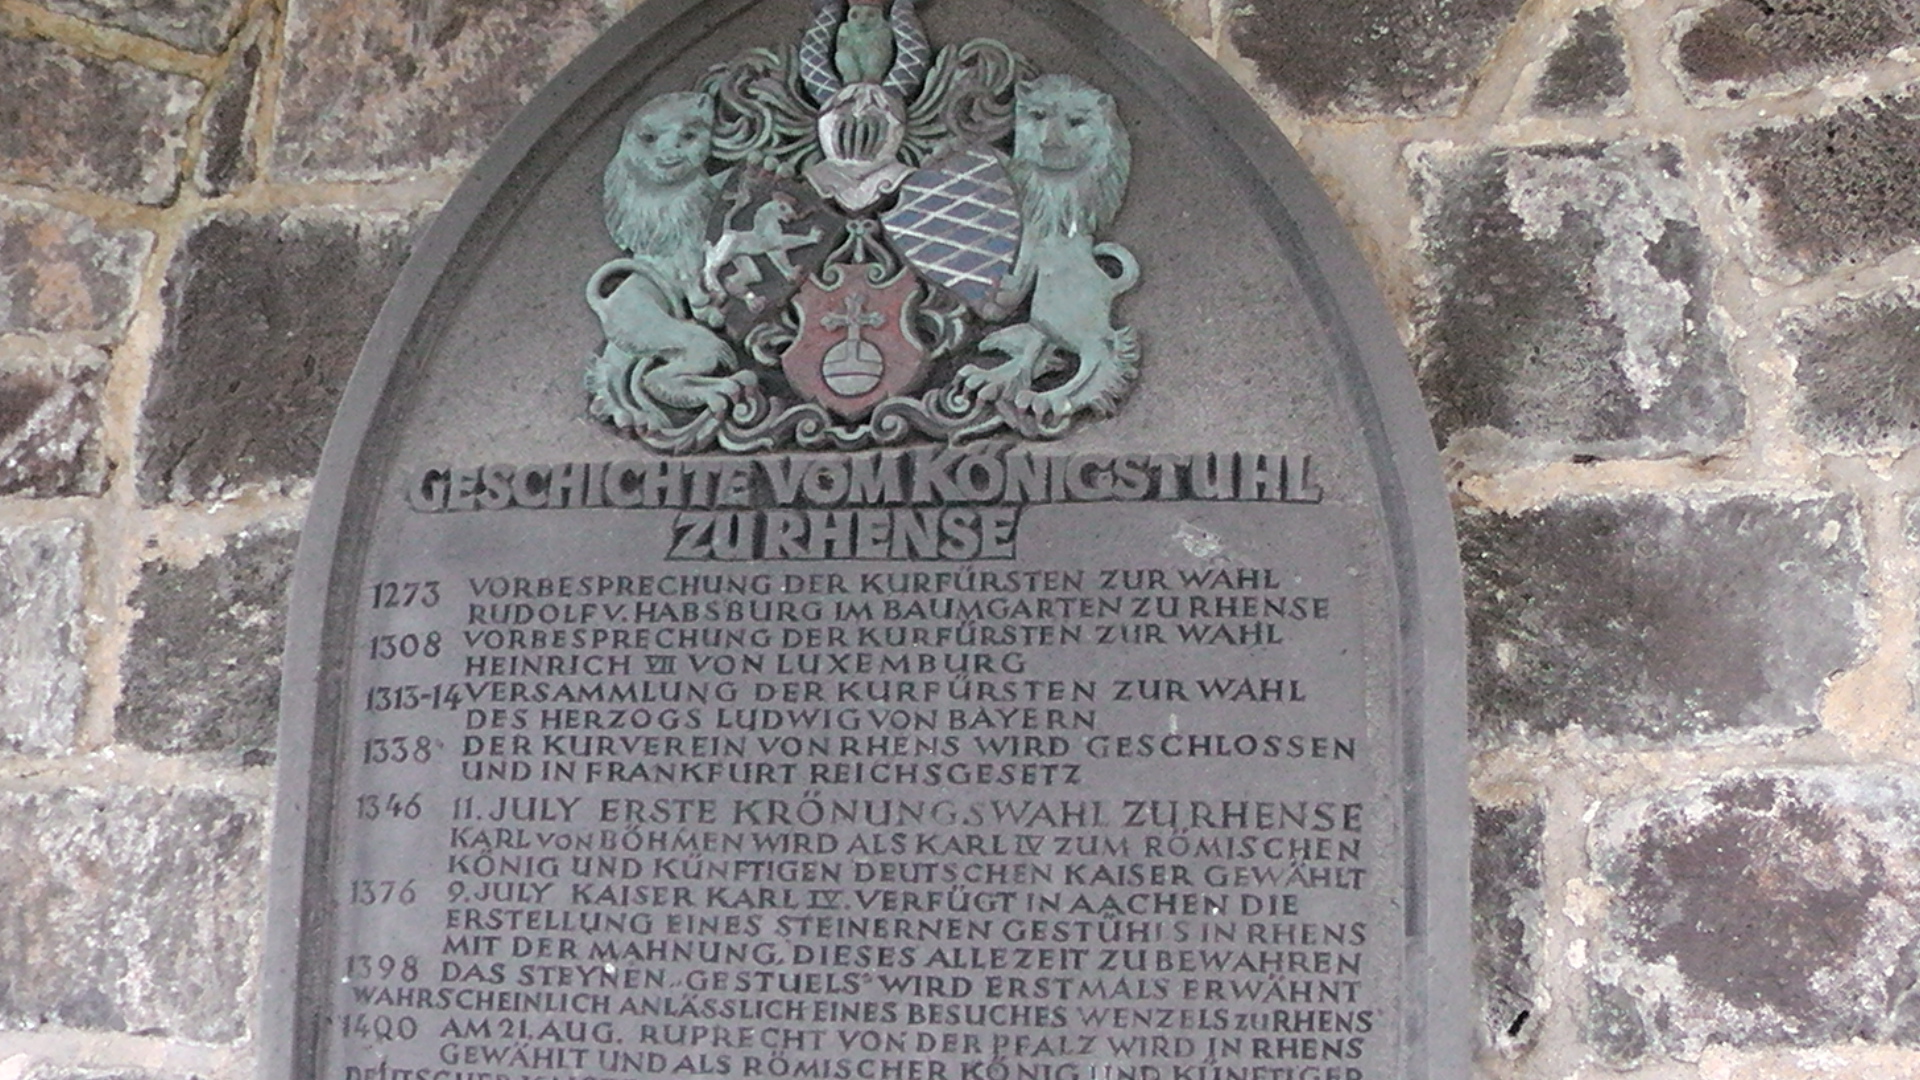 GESCHICHTE VOM KÖNIGSTUHL
ZU RHENSE
1273 VORBESPRECHUNG DER KURFÜRSTEN ZUR WAHL
RUDOLF V. HABSBURG IM BAUMGARTEN ZU RHENSE
1308 VORBESPRECHUNG DER KURFÜRSTEN ZUR WAHL
HEINRICH VII VON LUXEMBURG
1313-14 VERSAMMLUNG DER KURFÜRSTEN ZUR WAHL
DES HERZOGS LUDWIG VON BAYERN
1338 DER KURVEREIN VON RHENS WIRD GESCHLOSSEN
UND IN FRANKFURT REICHSGESETZ
1346 11. JULY ERSTE KRÖNUNGSWAHL ZU RHENSE
KARL VON BÖHMEN WIRD ALS KARL IV ZUM RÖMISCHEN
KÖNIG UND KÜNFTIGEN DEUTSCHEN KAISER GEWÄHLT
1376 9. JULY KAISER KARL IV. VERFÜGT IN AACHEN DIE
ERSTELLUNG EINES STEINERNEN GESTÜHLS IN RHENS
MIT DER MAHNUNG, DIESES ALLEZEIT ZU BEWAHREN
1398 DAS STEYNEN „GESTUELS" WIRD ERSTMALS ERWÄHNT
WAHRSCHEINLICH ANLÄSSLICH EINES BESUCHES WENZELS ZU RHENS
1400 AM 21. AUG. RUPRECHT VON DER PFALZ WIRD IN RHENS
GEWÄHLT UND ALS RÖMISCHER KÖNIG UND KÜNFTIGER
DEUTSCHER